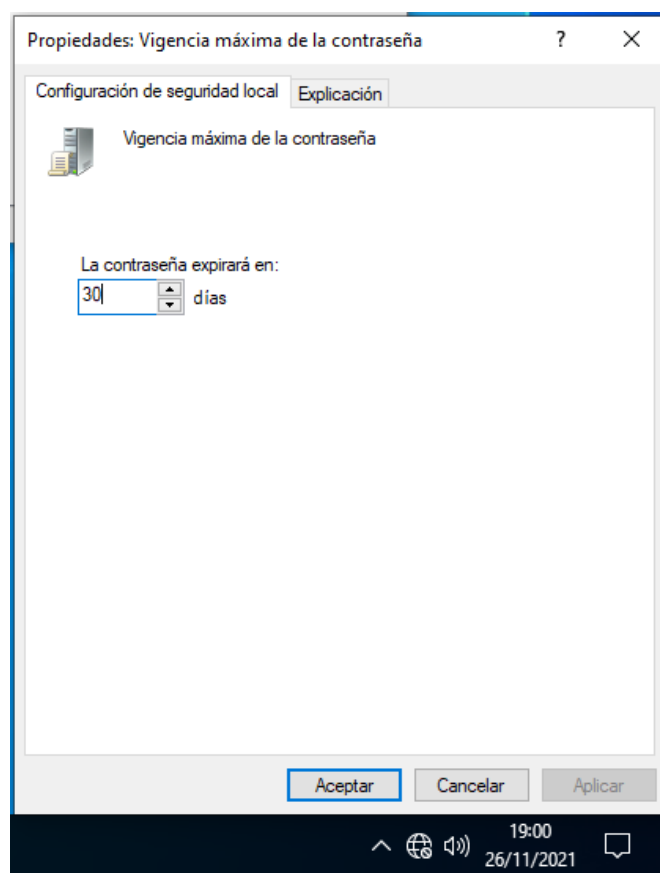 Propiedades: Vigencia máxima de la contraseña ?
Configuración de seguridad local Explicación
Vigencia máxima de la contraseña
La contraseña expirará en:
30 días
Aceptar Cancelar Aplicar
19:00
26/11/2021